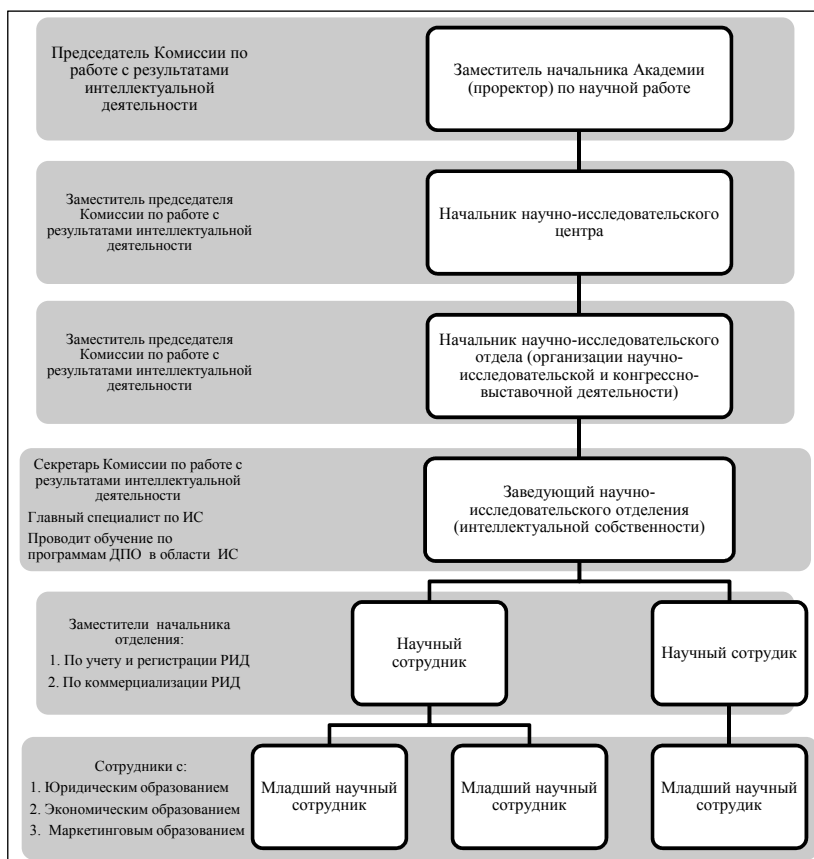 Председатель Комиссии по
работе с результатами
интеллектуальной
деятельности
Заместитель начальника Академии
(проректор) по научной работе
Заместитель председателя
Комиссии по работе с
результатами интеллектуальной
деятельности
Начальник научно-исследовательского
центра
Заместитель председателя
Комиссии по работе с
результатами интеллектуальной
деятельности
Начальник научно-исследовательского
отдела (организации научно-
исследовательской и конгрессно-
выставочной деятельности)
Секретарь Комиссии по работе с
результатами интеллектуальной
деятельности
Главный специалист по ИС
Проводит обучение по
программам ДПО в области ИС
Заведующий научно-
исследовательского отделения
(интеллектуальной собственности)
Заместители начальника
отделения:
1. По учету и регистрации РИД
2. По коммерциализации РИД
Научный
сотрудник
Научный сотрудик
Сотрудники с:
1. Юридическим образованием
2. Экономическим образованием
3. Маркетинговым образованием
Младший научный
сотрудник
Младший научный
сотрудник
Младший научный
сотрудик